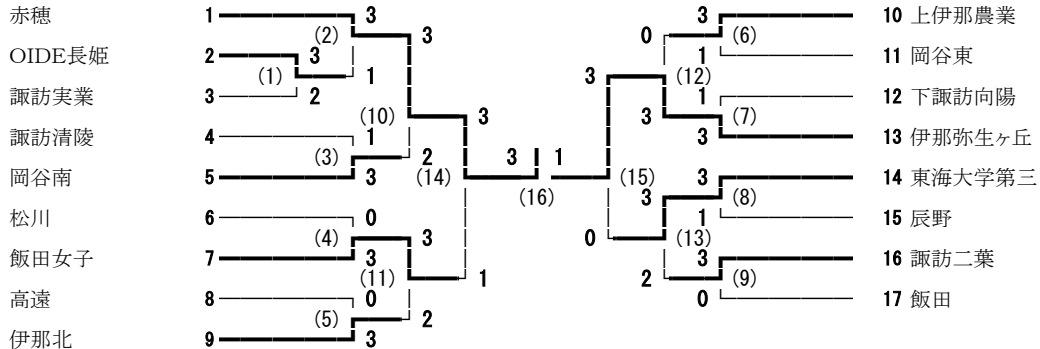 赤穂 1 3 3 10 上伊那農業
(2) 3 0 (6)
OIDE長姫 2 3 1 11 岡谷東
(1) 1 3 (12)
諏訪実業 3 2 1 12 下諏訪向陽
(10) 3 3 (7)
諏訪清陵 4 1 3 13 伊那弥生ヶ丘
(3) 2 3 1
岡谷南 5 3 (14) (15) 3 14 東海大学第三
(16) 3 (8)
松川 6 0 1 15 辰野
(4) 3 0 (13)
飯田女子 7 3 3 16 諏訪二葉
(11) 1 2 (9)
高遠 8 0 0 17 飯田
(5) 2
伊那北 9 3